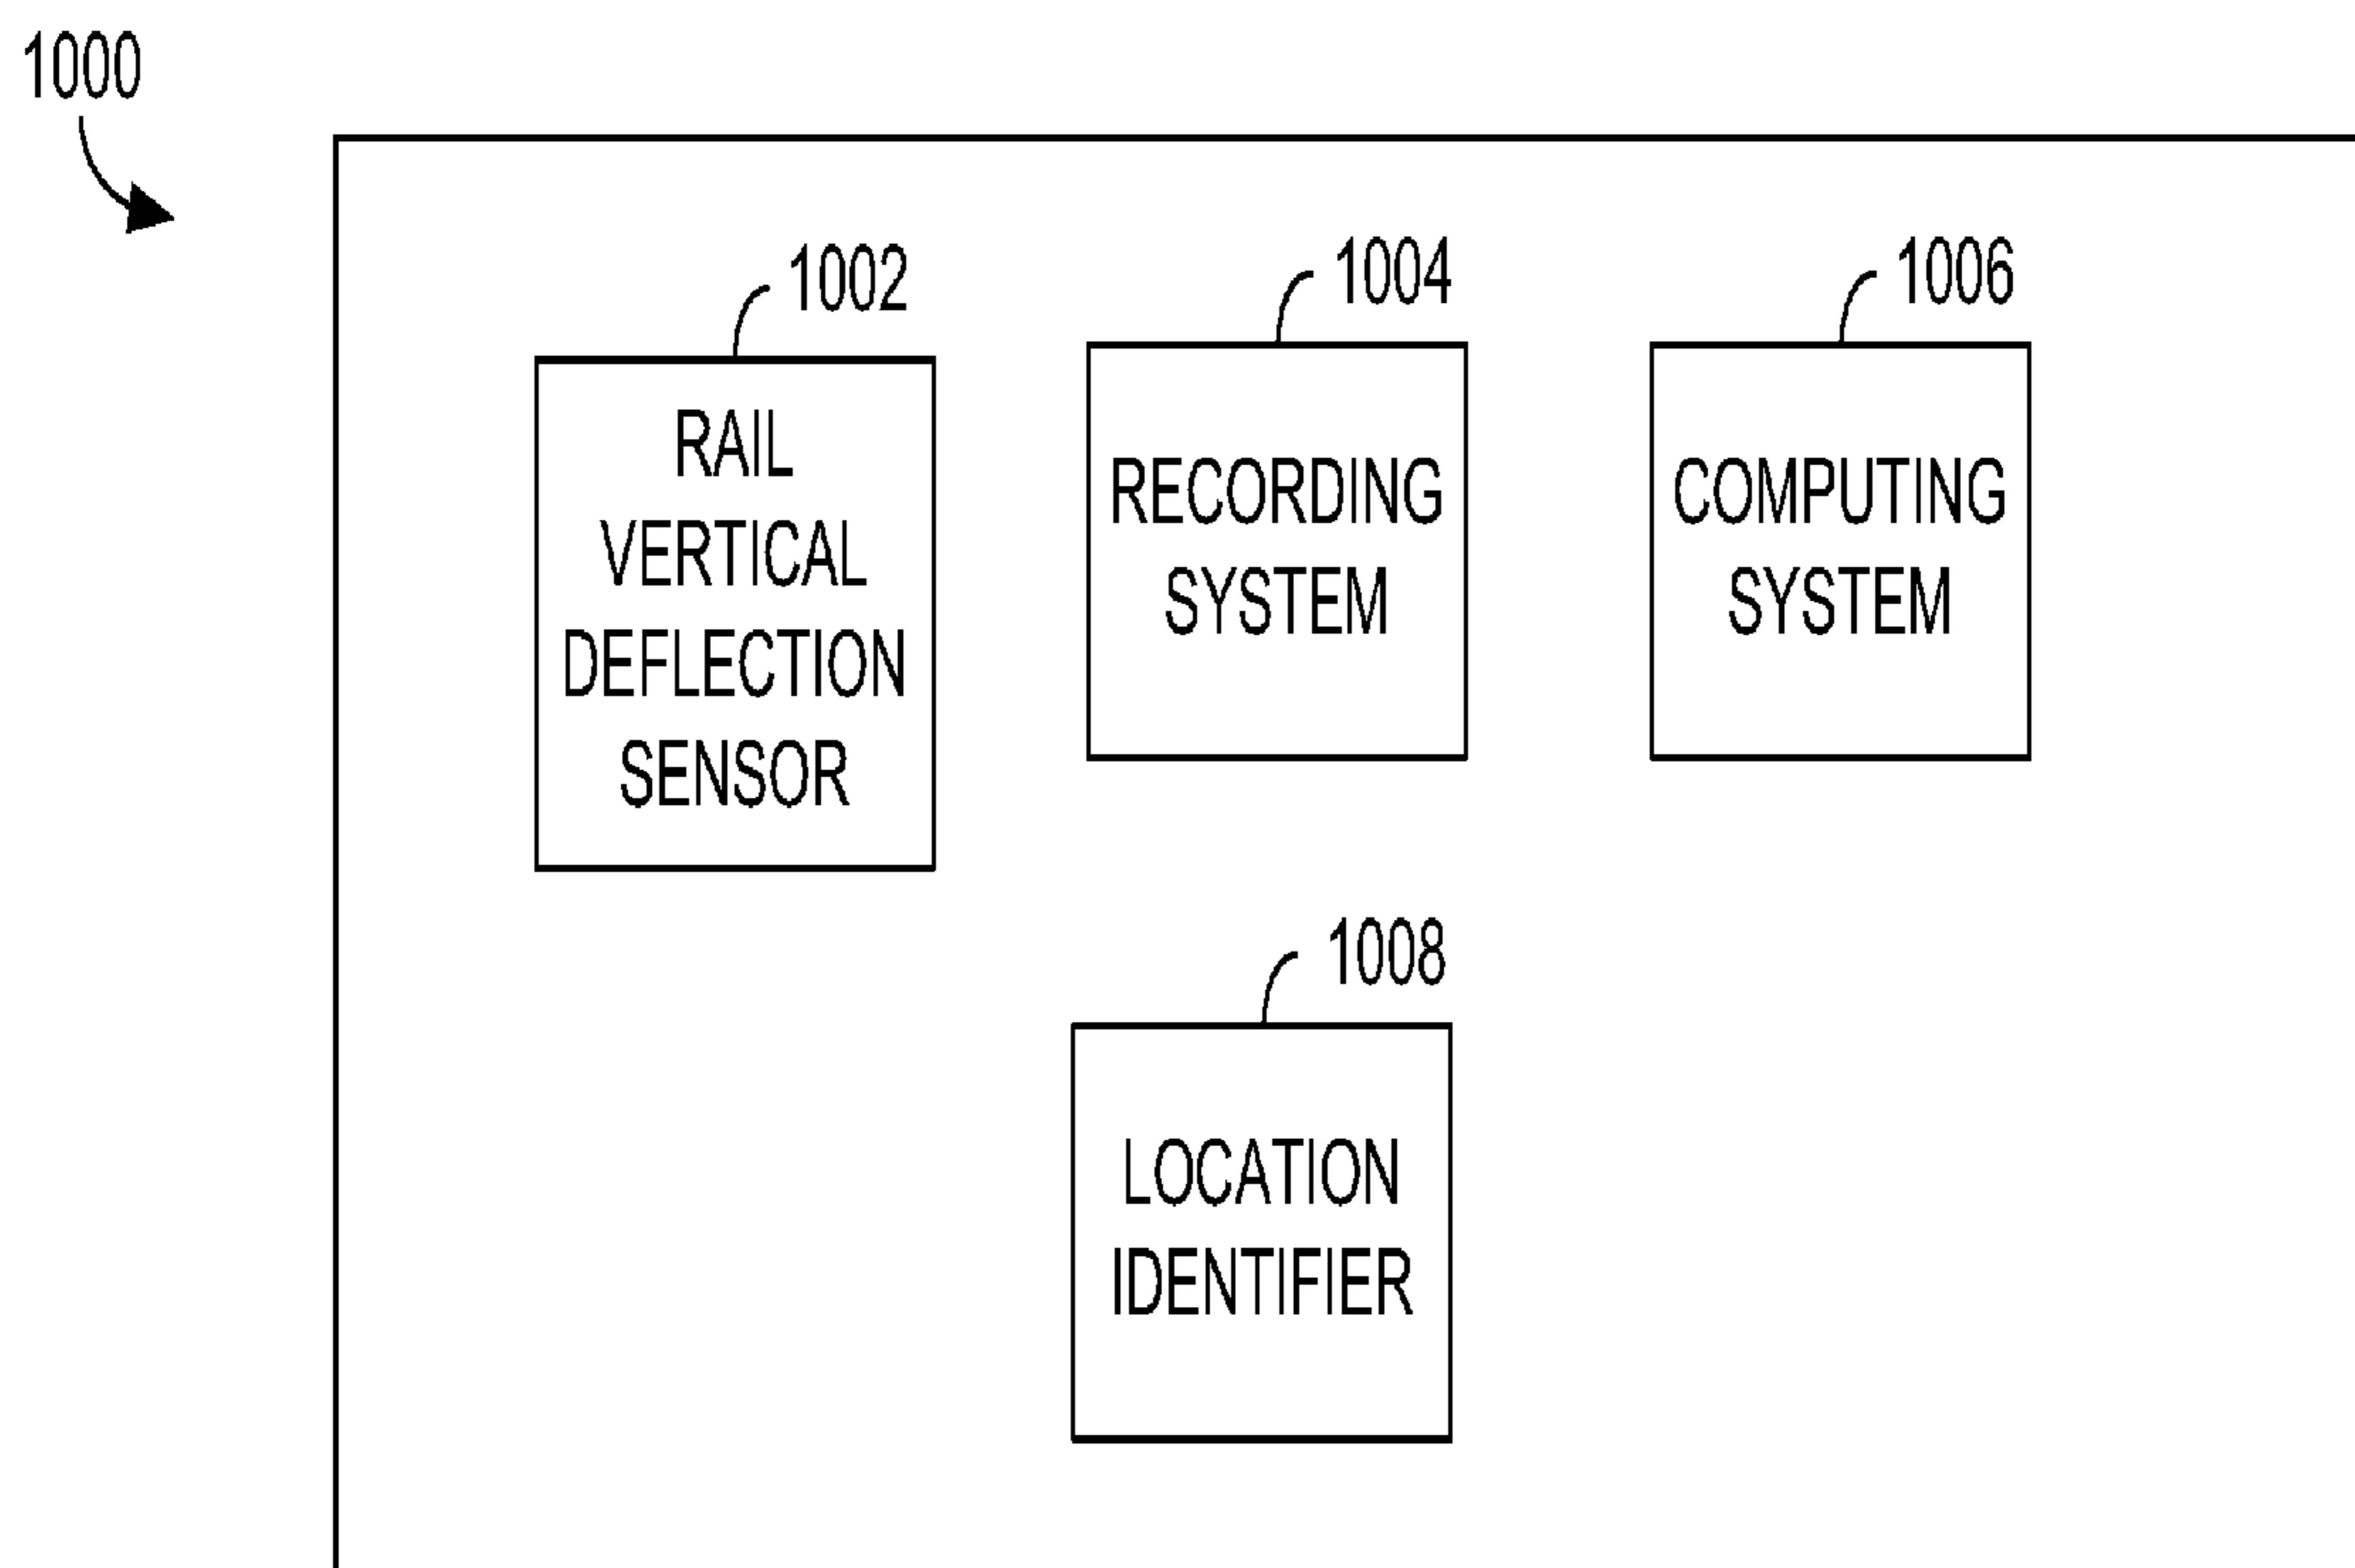 1000
1002
RAIL
VERTICAL
DEFLECTION
SENSOR
1004
RECORDING
SYSTEM
1006
COMPUTING
SYSTEM
1008
LOCATION
IDENTIFIER